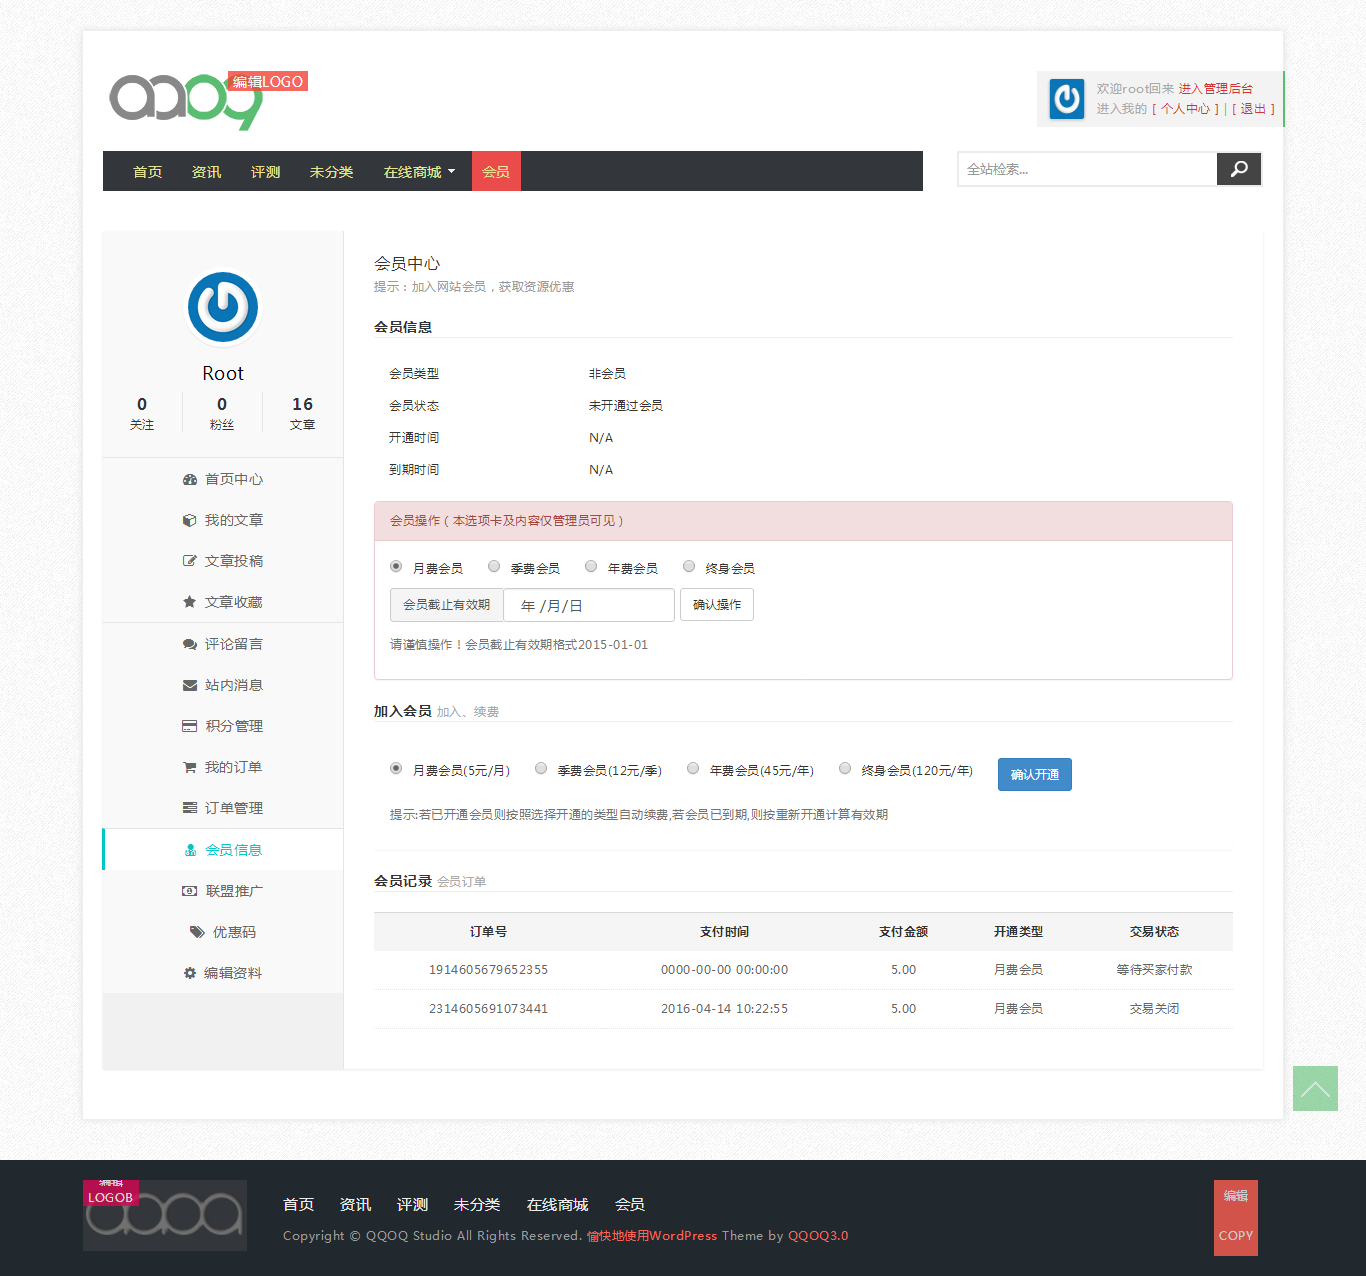 编辑LOGO
欢迎root回来 进入管理后台
进入我的 [ 个人中心 ] | [ 退出 ]
首页 资讯 评测 未分类 在线商城 会员
全站检索...
Root
0 0 16
关注 粉丝 文章
首页中心
我的文章
文章投稿
文章收藏
评论留言
站内消息
积分管理
我的订单
订单管理
会员信息
联盟推广
优惠码
编辑资料
会员中心
提示：加入网站会员，获取资源优惠
会员信息
会员类型 非会员
会员状态 未开通过会员
开通时间 N/A
到期时间 N/A
会员操作（本选项卡及内容仅管理员可见）
月费会员 季费会员 年费会员 终身会员
会员截止有效期 年 /月/日 确认操作
请谨慎操作！会员截止有效期格式2015-01-01
加入会员 加入、续费
月费会员(5元/月) 季费会员(12元/季) 年费会员(45元/年) 终身会员(120元/年) 确认开通
提示:若已开通会员则按照选择开通的类型自动续费,若会员已到期,则按重新开通计算有效期
会员记录 会员订单
订单号 支付时间 支付金额 开通类型 交易状态
1914605679652355 0000-00-00 00:00:00 5.00 月费会员 等待买家付款
2314605691073441 2016-04-14 10:22:55 5.00 月费会员 交易关闭
编辑
LOGOB
首页 资讯 评测 未分类 在线商城 会员
Copyright © QQOQ Studio All Rights Reserved. 愉快地使用WordPress Theme by QQOQ3.0
编辑
COPY